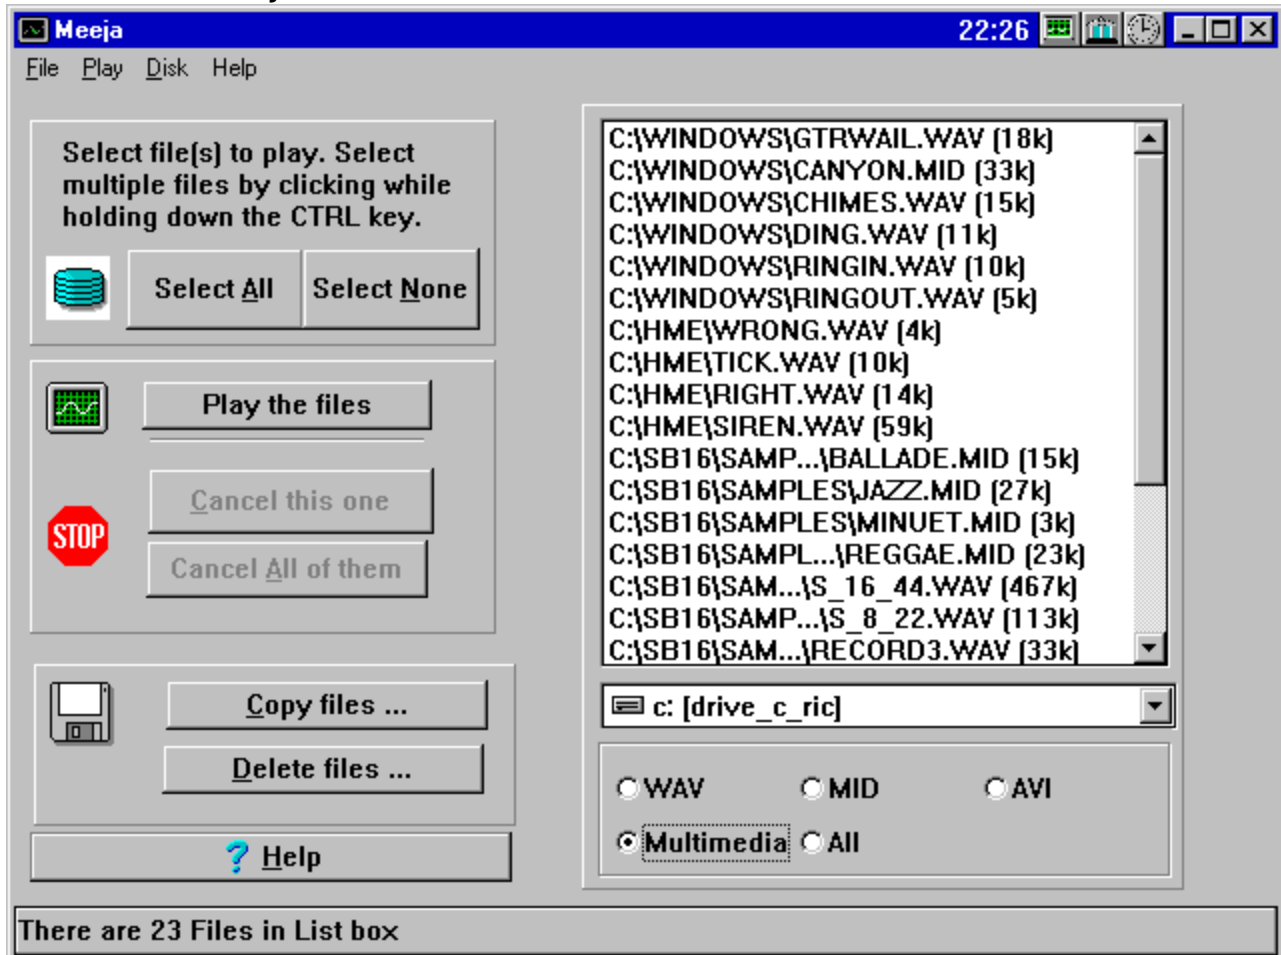 Meeja
22:26
File Play Disk Help
Select file(s) to play. Select
multiple files by clicking while
holding down the CTRL key.
Select All
Select None
Play the files
Cancel this one
STOP
Cancel All of them
Copy files ...
Delete files ...
? Help
C:\WINDOWS\GTRWAIL.WAV (18k)
C:\WINDOWS\CANYON.MID (33k)
C:\WINDOWS\CHIMES.WAV (15k)
C:\WINDOWS\DING.WAV (11k)
C:\WINDOWS\RINGIN.WAV (10k)
C:\WINDOWS\RINGOUT.WAV (5k)
C:\HME\WRONG.WAV (4k)
C:\HME\TICK.WAV (10k)
C:\HME\RIGHT.WAV (14k)
C:\HME\SIREN.WAV (59k)
C:\SB16\SAMP...\BALLADE.MID (15k)
C:\SB16\SAMPLES\JAZZ.MID (27k)
C:\SB16\SAMPLES\MINUET.MID (3k)
C:\SB16\SAMPL...\REGGAE.MID (23k)
C:\SB16\SAM...\S_16_44.WAV (467k)
C:\SB16\SAMP...\S_8_22.WAV (113k)
C:\SB16\SAM...\RECORD3.WAV (33k)
c: [drive_c_ric]
WAV MID AVI
Multimedia All
There are 23 Files in List box